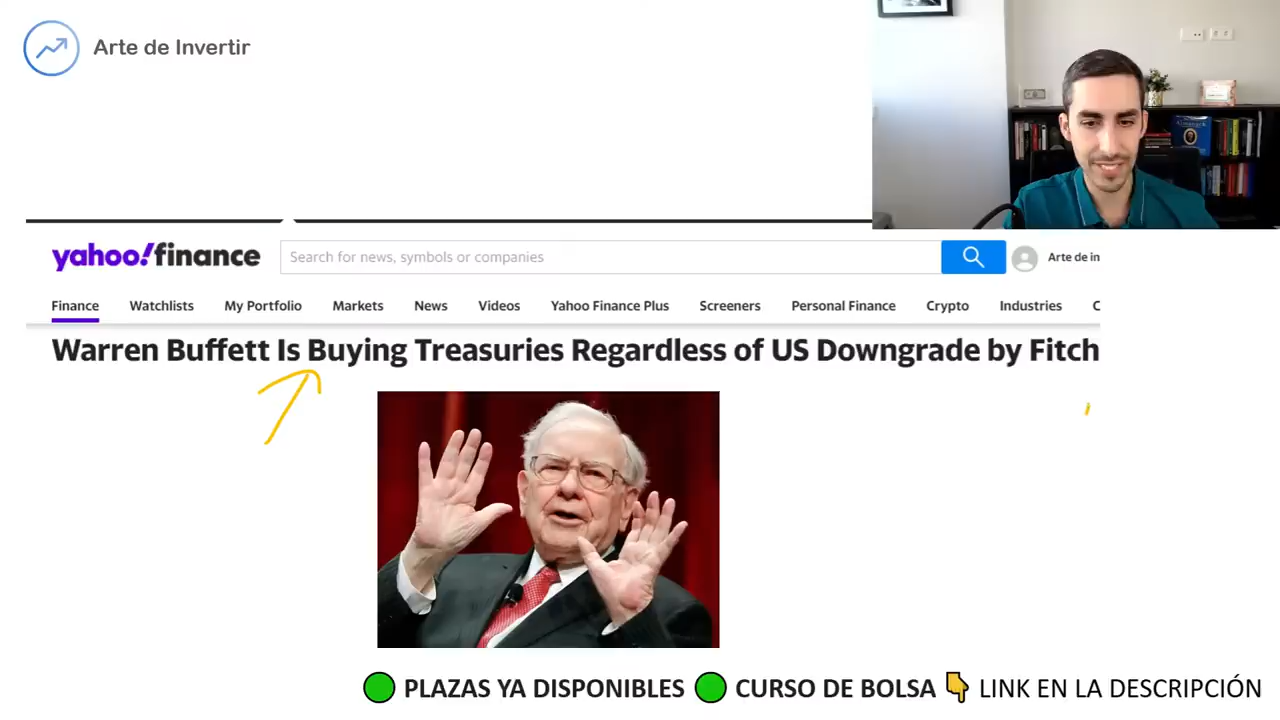 Arte de Invertir
yahoo!finance
Search for news, symbols or companies
Arte de in
Finance Watchlists My Portfolio Markets News Videos Yahoo Finance Plus Screeners Personal Finance Crypto Industries C
Warren Buffett Is Buying Treasuries Regardless of US Downgrade by Fitch
PLAZAS YA DISPONIBLES CURSO DE BOLSA LINK EN LA DESCRIPCIÓN